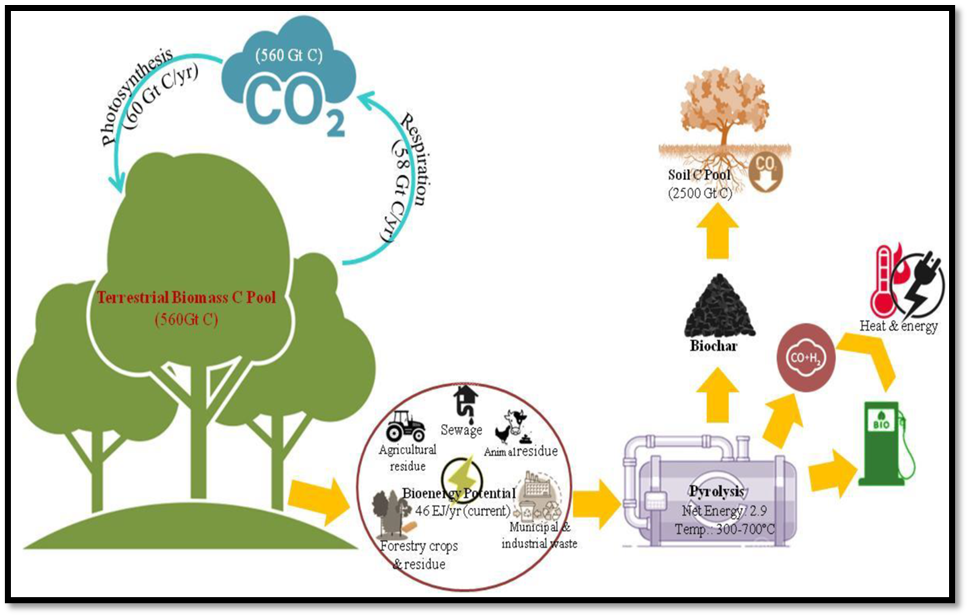 (560 Gt C)
CO2
Photosynthesis
(60 Gt C/yr)
Respiration
(58 Gt C/yr)
Terrestrial Biomass C Pool
(560Gt C)
Sewage
Agricultural
residue
Animal residue
Bioenergy Potential
46 EJ/yr (current)
Forestry crops
& residue
Municipal &
industrial waste
Pyrolysis
Net Energy: 2.9
Temp.: 300-700°C
Biochar
Soil C Pool
(2500 Gt C)
CO
CO+H2
Heat & energy
BIO